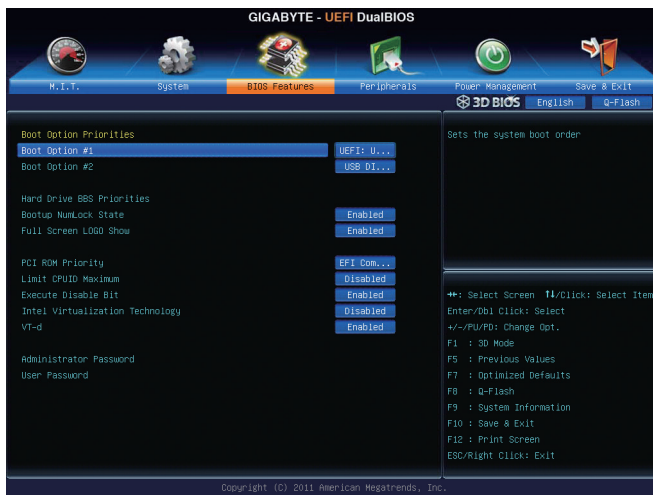 GIGABYTE - UEFI DualBIOS
M.I.T. System BIOS Features Peripherals Power Management Save & Exit
3D BIOS English Q-Flash
Boot Option Priorities
Boot Option #1 UEFI: U...
Boot Option #2 USB DI...
Hard Drive BBS Priorities
Bootup NumLock State Enabled
Full Screen LOGO Show Enabled
PCI ROM Priority EFI Com...
Limit CPUID Maximum Disabled
Execute Disable Bit Enabled
Intel Virtualization Technology Disabled
VT-d Enabled
Administrator Password
User Password
Sets the system boot order
→←: Select Screen ↑↓/Click: Select Item
Enter/Dbl Click: Select
+/-/PU/PD: Change Opt.
F1 : 3D Mode
F5 : Previous Values
F7 : Optimized Defaults
F8 : Q-Flash
F9 : System Information
F10 : Save & Exit
F12 : Print Screen
ESC/Right Click: Exit
Copyright (C) 2011 American Megatrends, Inc.